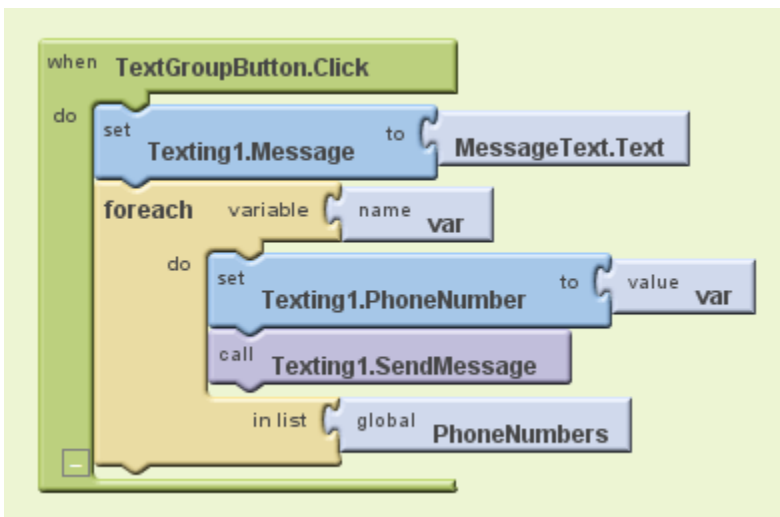 when TextGroupButton.Click
do set Texting1.Message to MessageText.Text
foreach variable name var
do set Texting1.PhoneNumber to value var
call Texting1.SendMessage
in list global PhoneNumbers